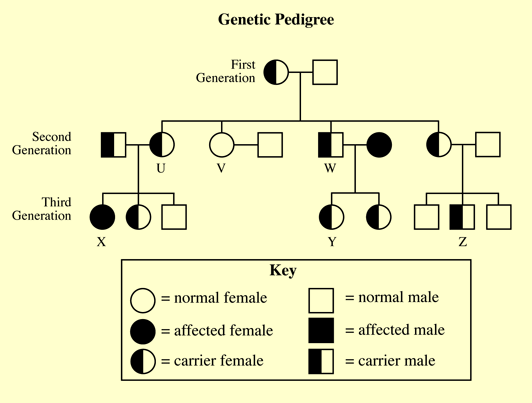 Genetic Pedigree
First
Generation
Second
Generation
U
V
W
Third
Generation
X
Y
Z
Key
= normal female
= normal male
= affected female
= affected male
= carrier female
= carrier male